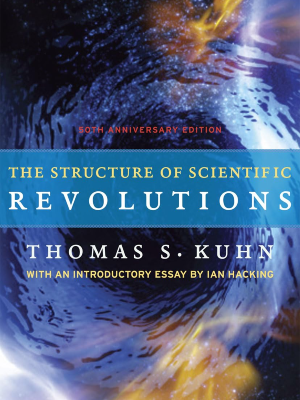 50TH ANNIVERSARY EDITION
THE STRUCTURE OF SCIENTIFIC
REVOLUTIONS
THOMAS S. KUHN
WITH AN INTRODUCTORY ESSAY BY IAN HACKING